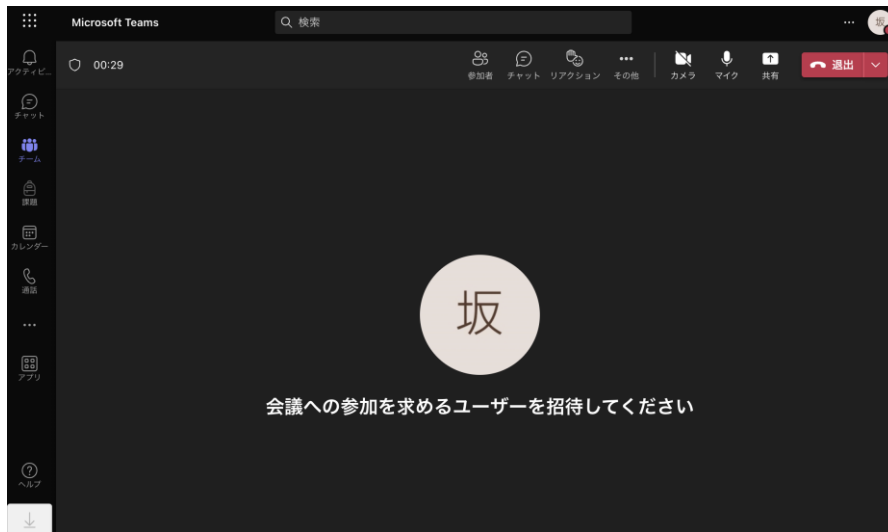 Microsoft Teams
検索
坂
アクティビ...
00:29
参加者
チャット
リアクション
その他
カメラ
マイク
共有
退出
チャット
チーム
課題
カレンダー
通話
アプリ
坂
会議への参加を求めるユーザーを招待してください
ヘルプ